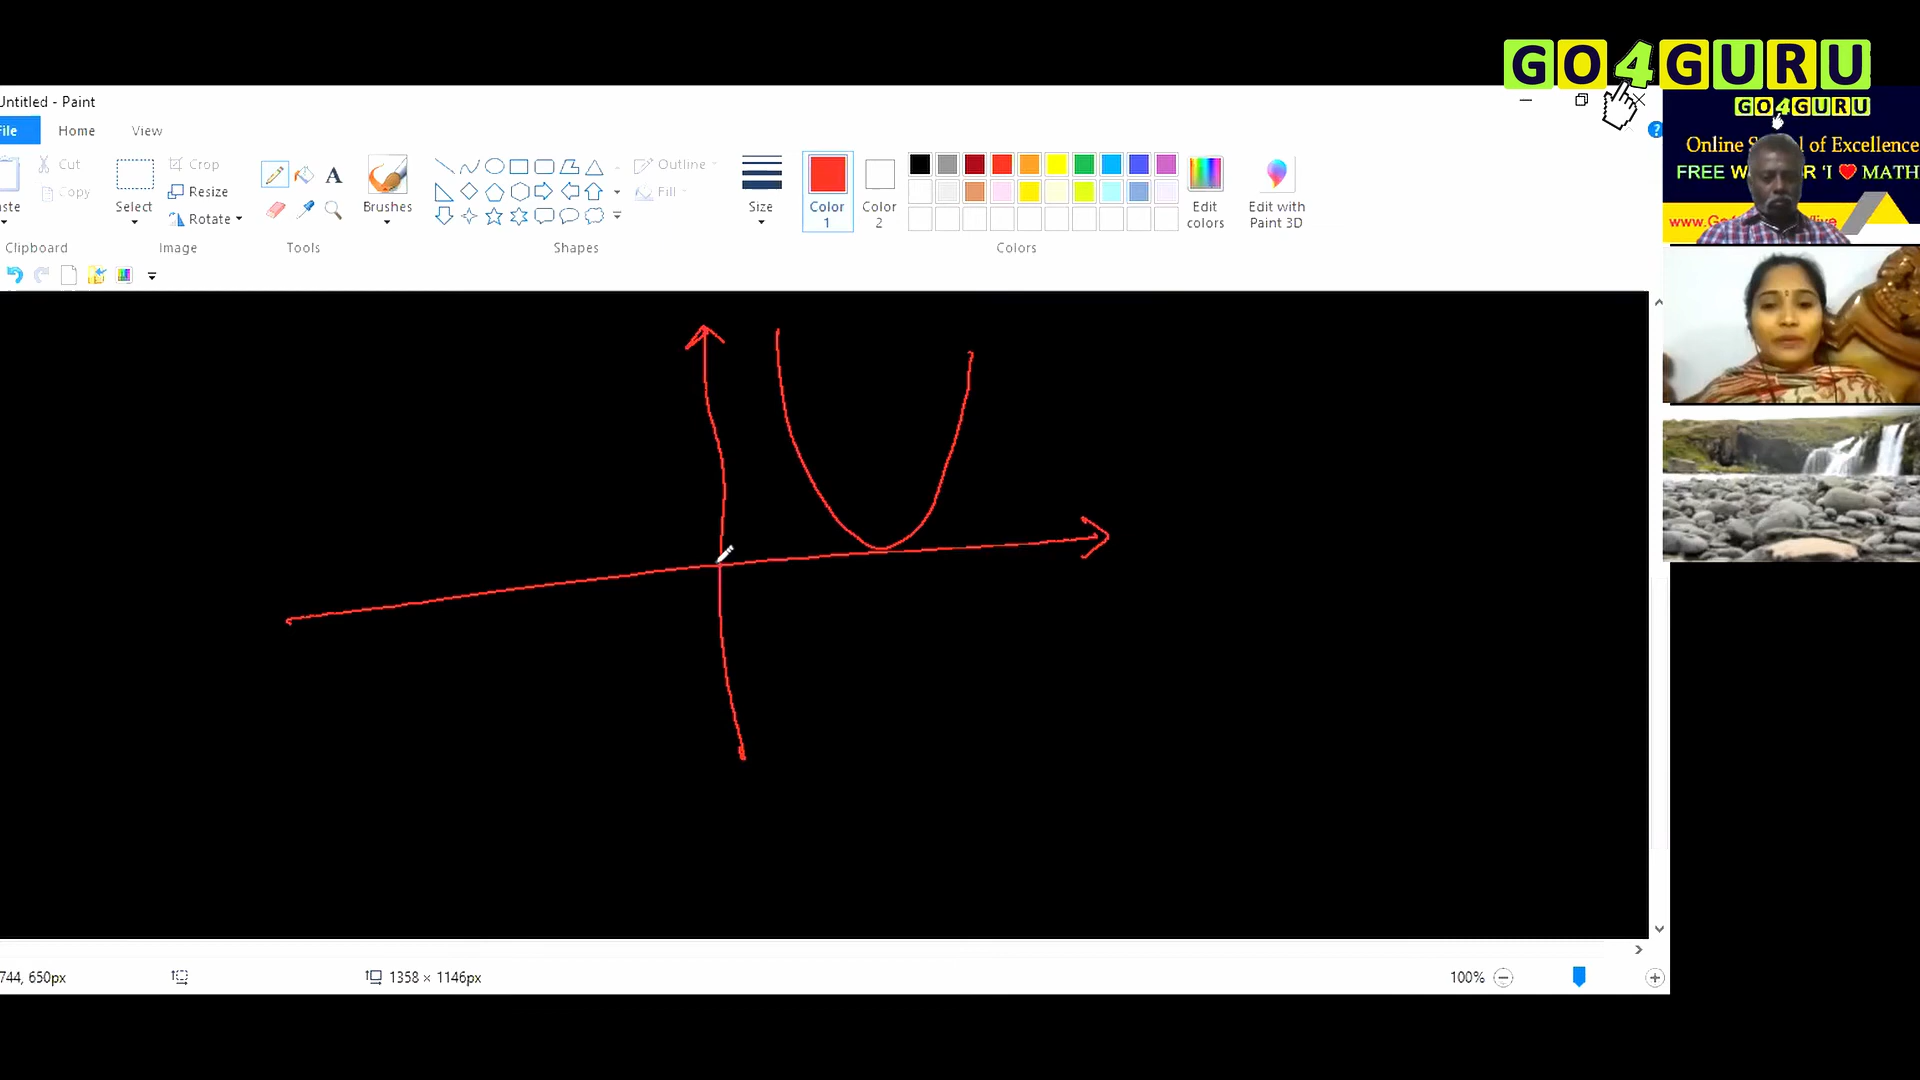 GO4GURU
GO4GURU
Untitled - Paint
File
Home
View
Cut
Copy
Select
Crop
Resize
Rotate
Brushes
Outline
Fill
Size
Color
1
Color
2
Edit
colors
Edit with
Paint 3D
Clipboard
Image
Tools
Shapes
Colors
Online
of Excellence
FREE
'I ❤ MATH
www.Go
744, 650px
1358 × 1146px
100%